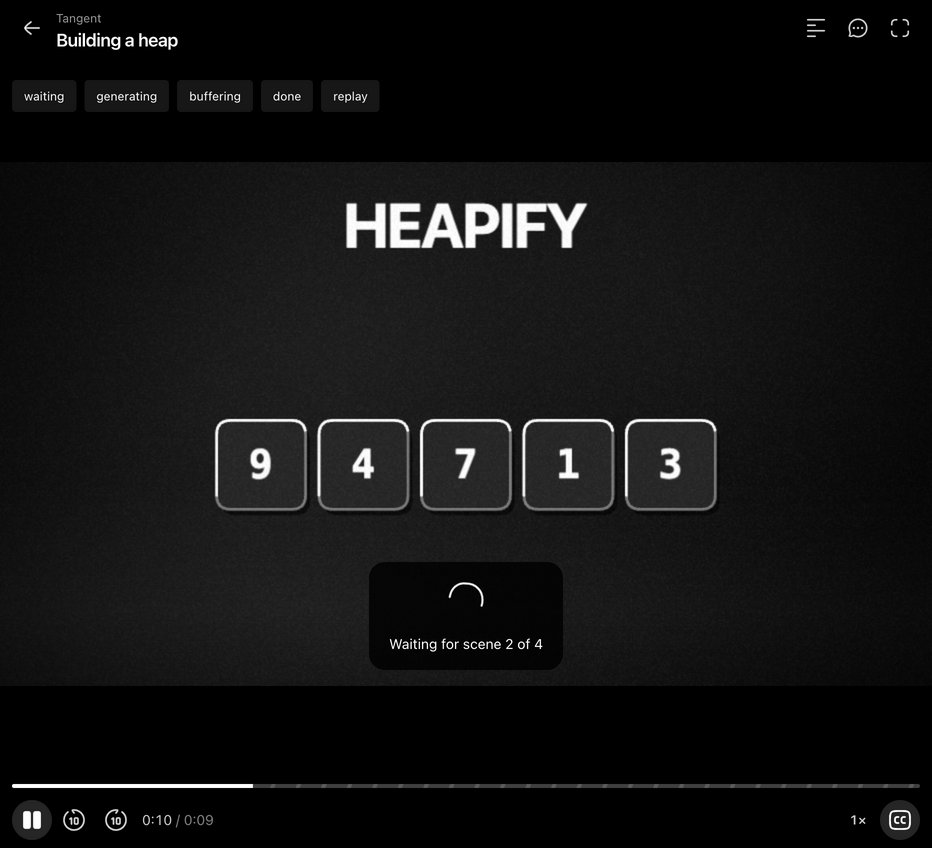 Tangent
Building a heap
waiting generating buffering done replay
HEAPIFY
9 4 7 1 3
Waiting for scene 2 of 4
10 10 0:10 / 0:09 1× CC